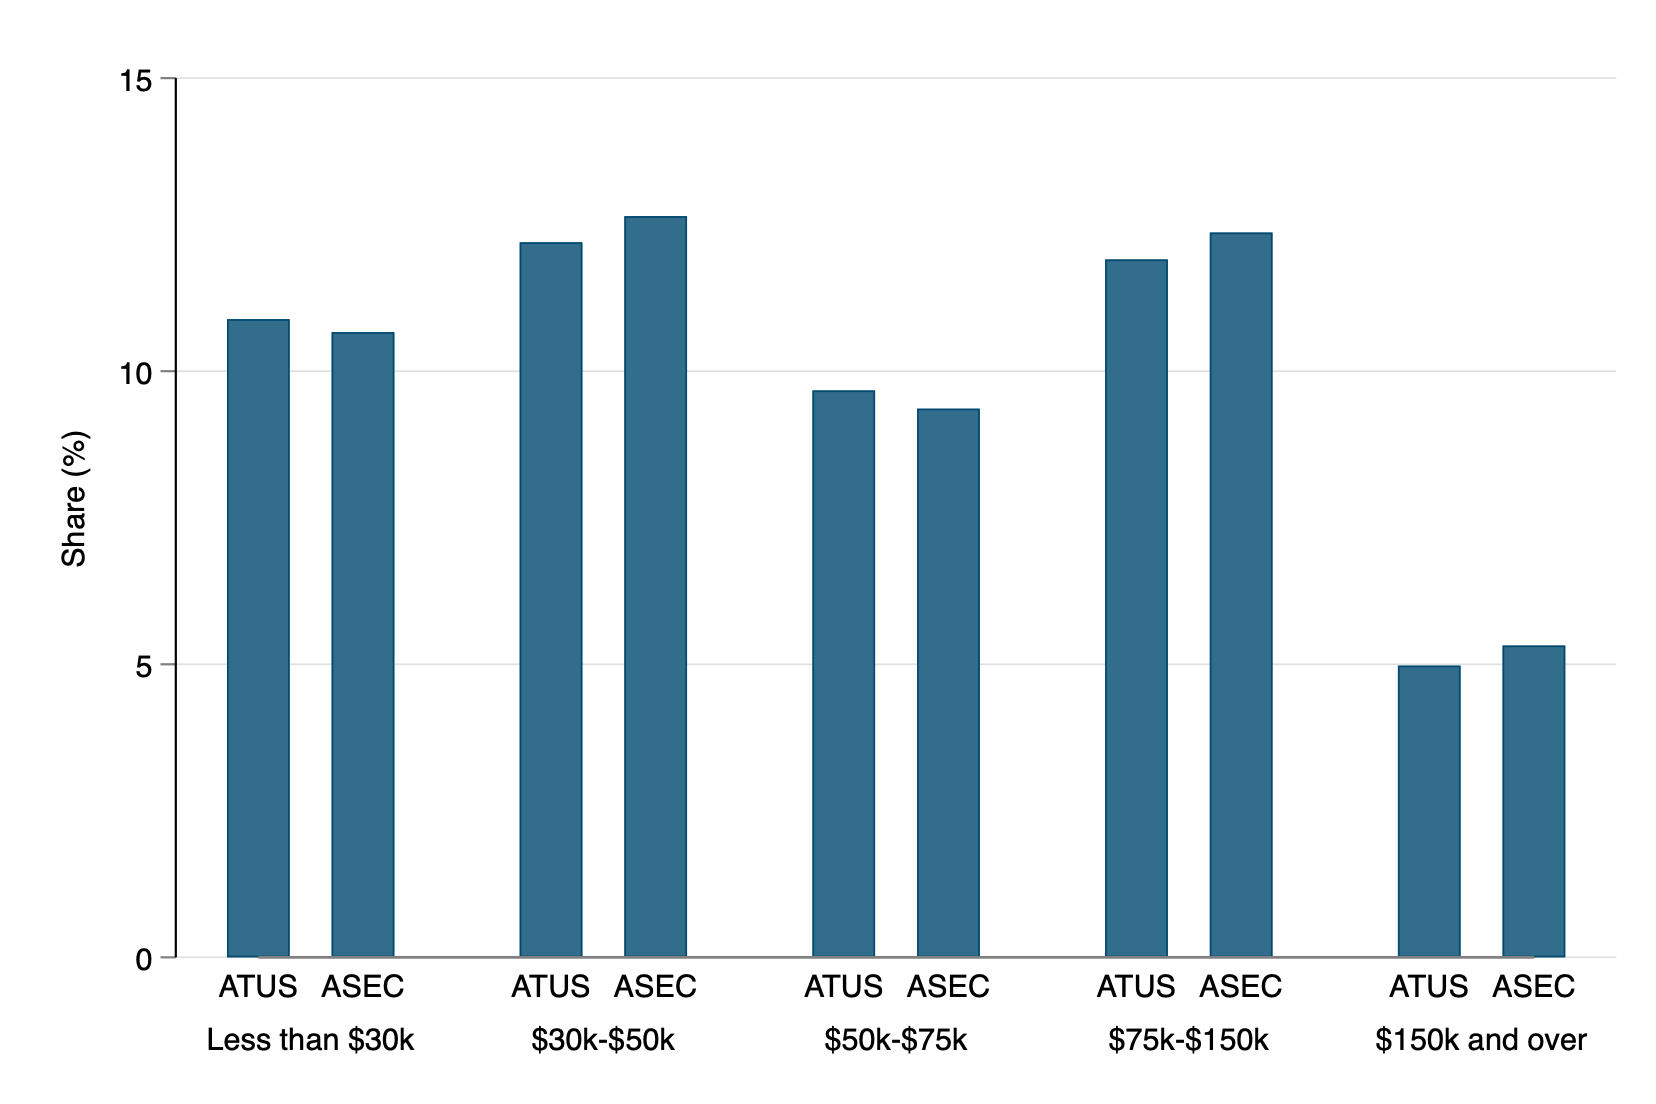 15
10
5
0
Share (%)
ATUS ASEC ATUS ASEC ATUS ASEC ATUS ASEC ATUS ASEC
Less than $30k $30k-$50k $50k-$75k $75k-$150k $150k and over